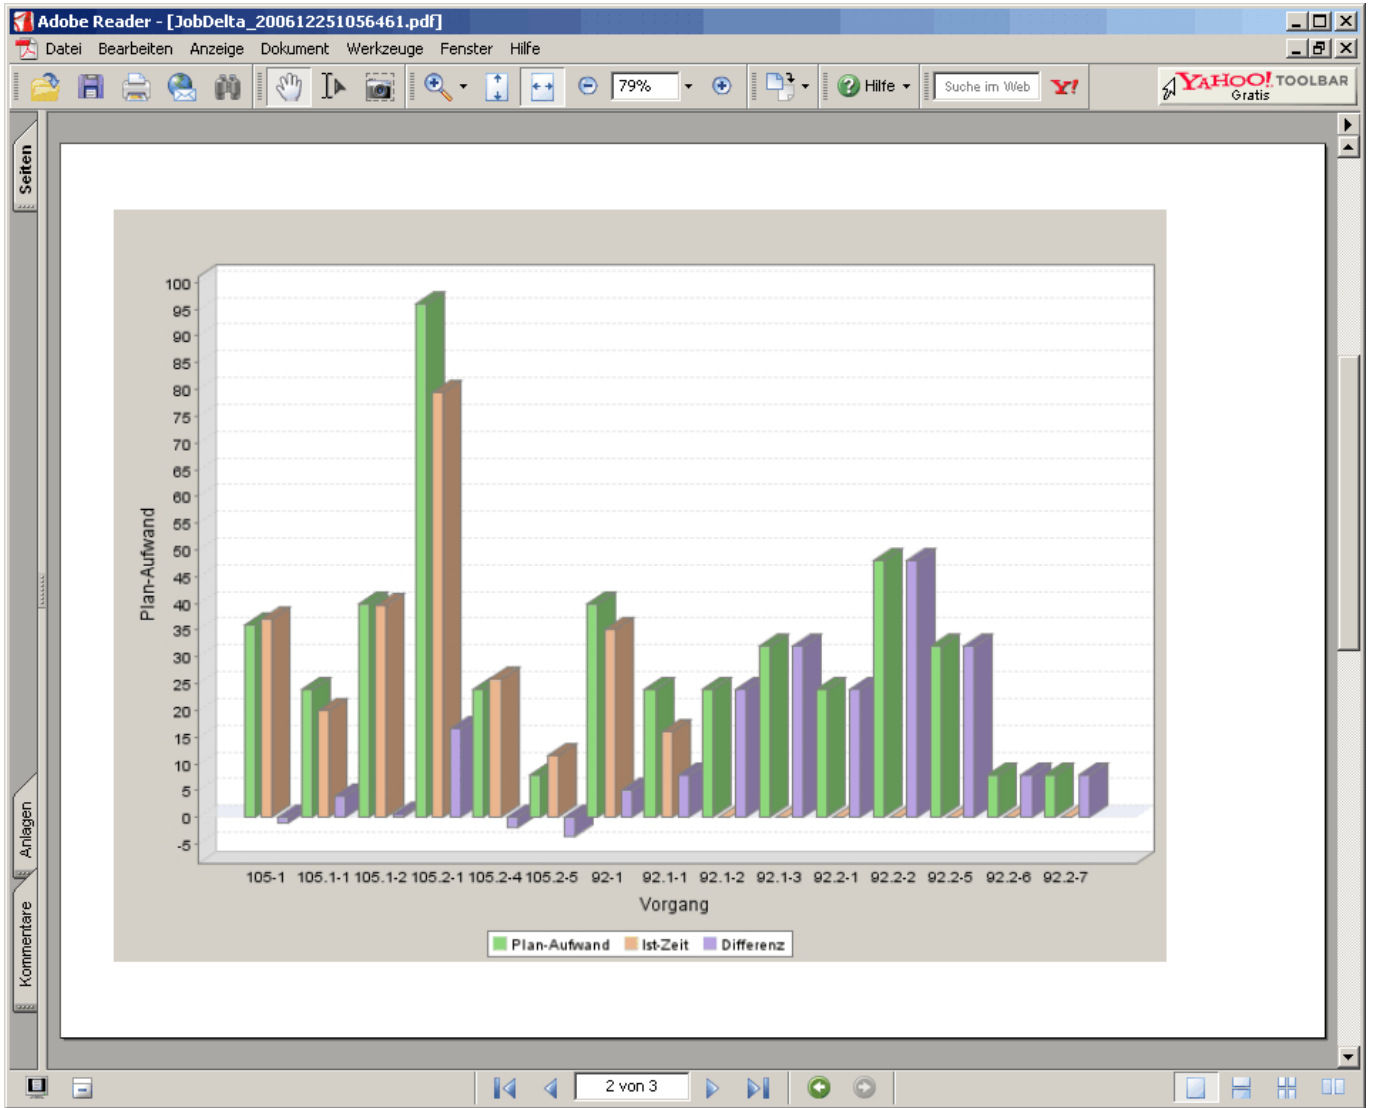 Adobe Reader - [JobDelta_200612251056461.pdf]
Datei Bearbeiten Anzeige Dokument Werkzeuge Fenster Hilfe
79% Hilfe Suche im Web Y! YAHOO! TOOLBAR
Gratis
Seiten
Anlagen
Kommentare
100
95
90
85
80
75
70
65
60
55
50
45
40
35
30
25
20
15
10
5
0
-5
Plan-Aufwand
105-1 105.1-1 105.1-2 105.2-1 105.2-4 105.2-5 92-1 92.1-1 92.1-2 92.1-3 92.2-1 92.2-2 92.2-5 92.2-6 92.2-7
Vorgang
Plan-Aufwand Ist-Zeit Differenz
2 von 3